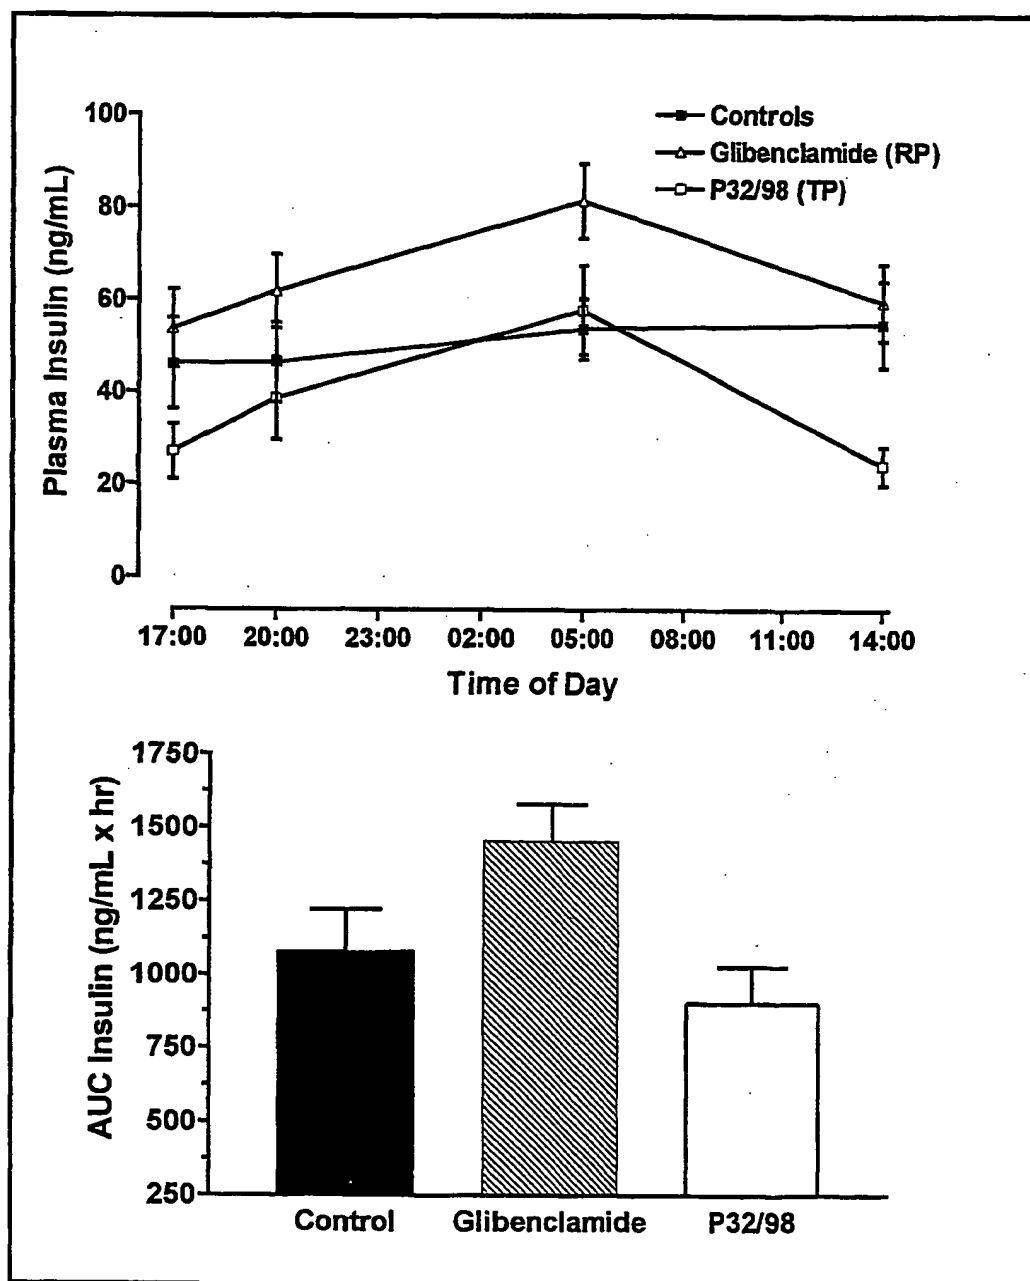 100
80
60
40
20
0
Plasma Insulin (ng/mL)
Controls
Glibenclamide (RP)
P32/98 (TP)
17:00 20:00 23:00 02:00 05:00 08:00 11:00 14:00
Time of Day
1750
1500
1250
1000
750
500
250
AUC Insulin (ng/mL x hr)
Control Glibenclamide P32/98